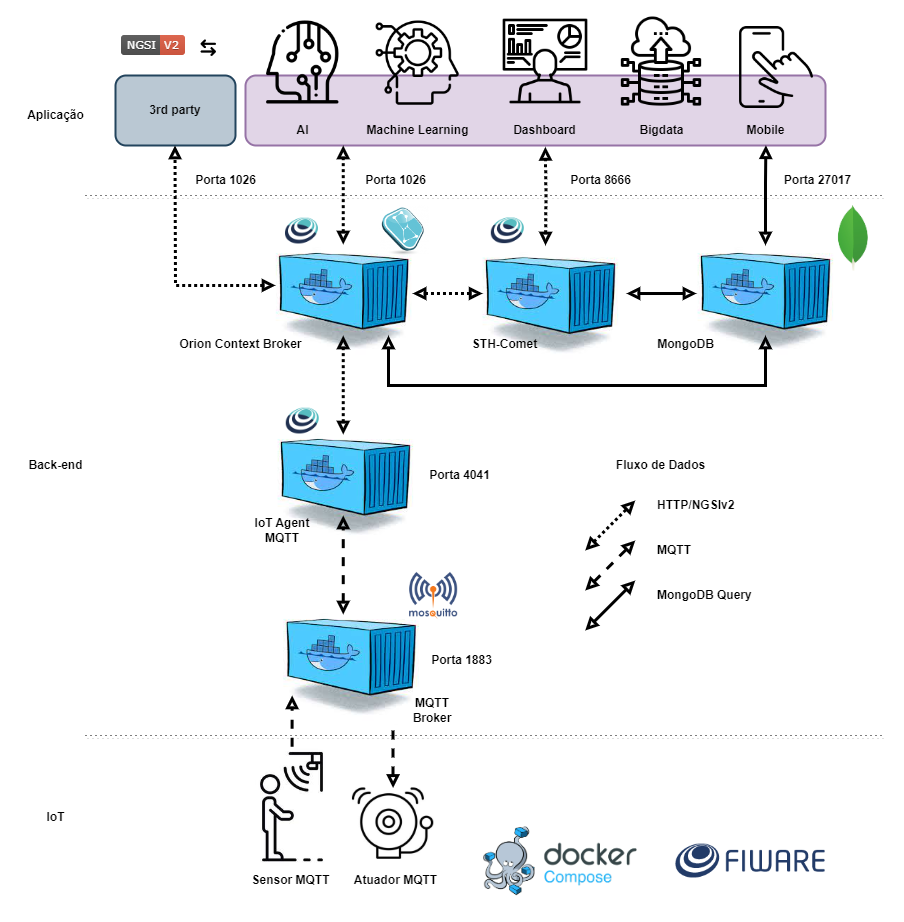 NGSI V2
Aplicação
3rd party
AI
Machine Learning
Dashboard
Bigdata
Mobile
Porta 1026
Porta 1026
Porta 8666
Porta 27017
Orion Context Broker
STH-Comet
MongoDB
Back-end
Porta 4041
IoT Agent
MQTT
Fluxo de Dados
HTTP/NGSIv2
MQTT
MongoDB Query
mosquitto
Porta 1883
MQTT
Broker
IoT
Sensor MQTT
Atuador MQTT
docker
Compose
FIWARE